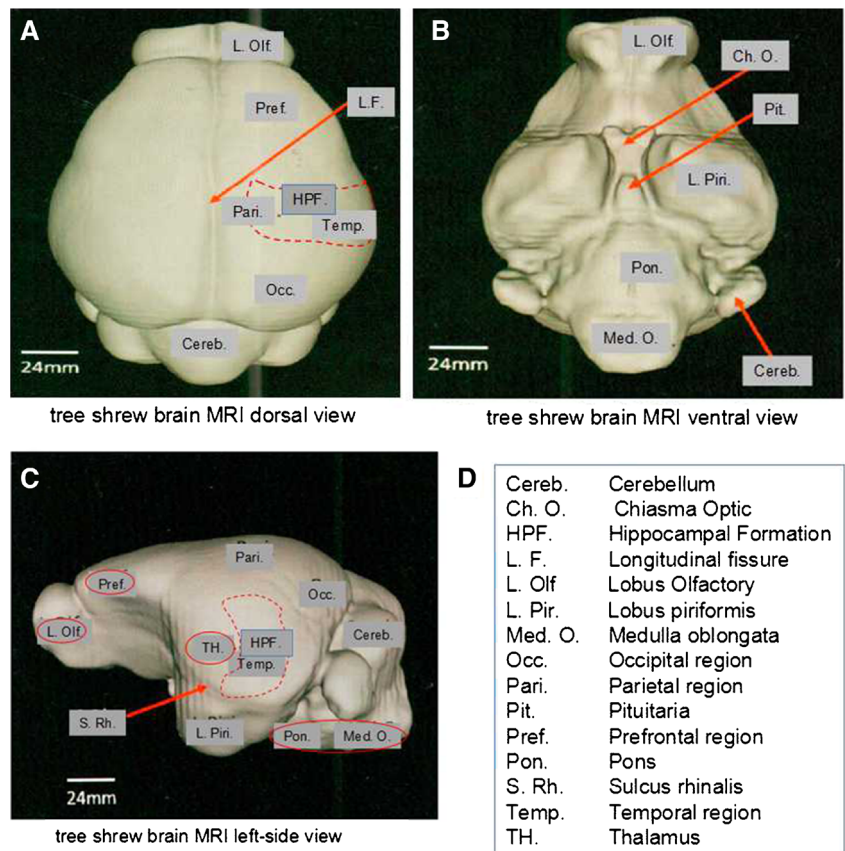 A
L. Olf.
Pref.
L.F.
HPF.
Pari.
Temp.
Occ.
Cereb.
24mm
tree shrew brain MRI dorsal view
B
L. Olf.
Ch. O.
Pit.
L. Piri.
Pon.
Med. O.
Cereb.
24mm
tree shrew brain MRI ventral view
C
Pari.
Pref.
Occ.
L. Olf.
Cereb.
TH.
HPF.
Temp.
S. Rh.
L. Piri.
Pon.
Med. O.
24mm
tree shrew brain MRI left-side view
D
Cereb. Cerebellum
Ch. O. Chiasma Optic
HPF. Hippocampal Formation
L. F. Longitudinal fissure
L. Olf Lobus Olfactory
L. Pir. Lobus piriformis
Med. O. Medulla oblongata
Occ. Occipital region
Pari. Parietal region
Pit. Pituitaria
Pref. Prefrontal region
Pon. Pons
S. Rh. Sulcus rhinalis
Temp. Temporal region
TH. Thalamus